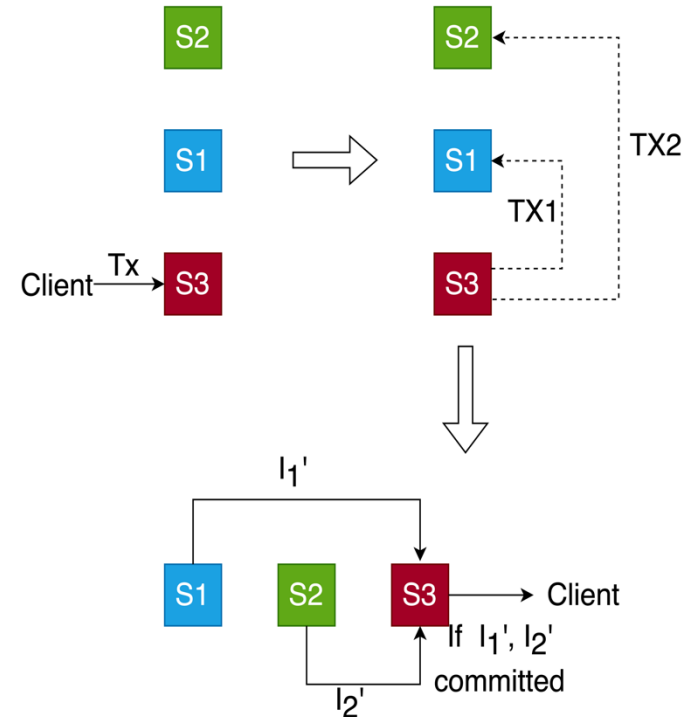 S2
S2
S1
S1
TX2
TX1
Tx
Client
S3
S3
I1'
S1
S2
S3
Client
If I1', I2'
committed
I2'